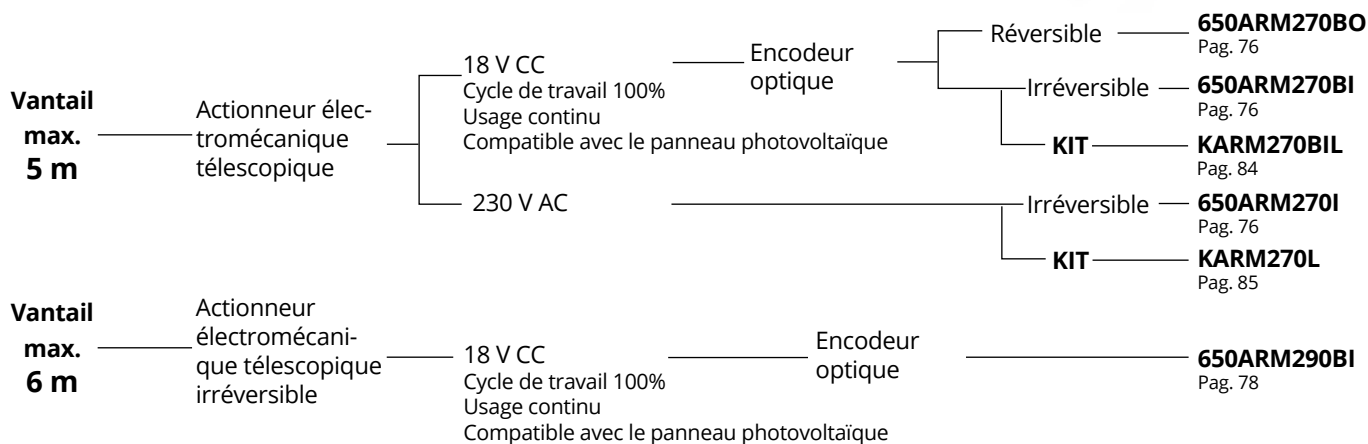 Vantail
max.
5 m
Actionneur élec-
tromécanique
télescopique
18 V CC
Cycle de travail 100%
Usage continu
Compatible avec le panneau photovoltaïque
Encodeur
optique
Réversible
650ARM270BO
Pag. 76
Irréversible
650ARM270BI
Pag. 76
KIT
KARM270BIL
Pag. 84
230 V AC
Irréversible
650ARM270I
Pag. 76
KIT
KARM270L
Pag. 85
Vantail
max.
6 m
Actionneur
électromécani-
que télescopique
irréversible
18 V CC
Cycle de travail 100%
Usage continu
Compatible avec le panneau photovoltaïque
Encodeur
optique
650ARM290BI
Pag. 78